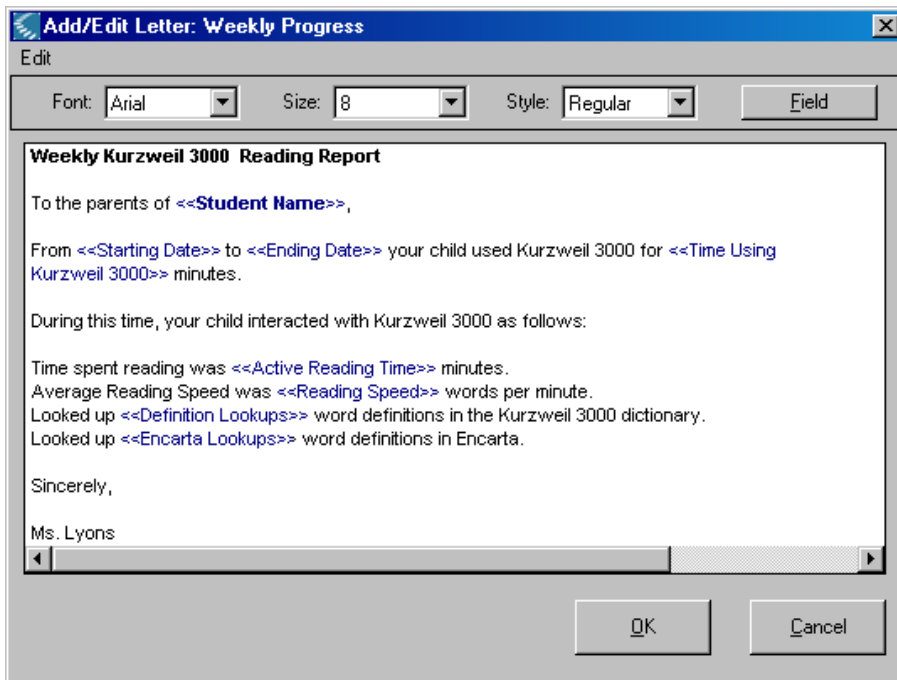 Add/Edit Letter: Weekly Progress
Edit
Font: Arial Size: 8 Style: Regular Field
Weekly Kurzweil 3000 Reading Report
To the parents of <<Student Name>>,
From <<Starting Date>> to <<Ending Date>> your child used Kurzweil 3000 for <<Time Using
Kurzweil 3000>> minutes.
During this time, your child interacted with Kurzweil 3000 as follows:
Time spent reading was <<Active Reading Time>> minutes.
Average Reading Speed was <<Reading Speed>> words per minute.
Looked up <<Definition Lookups>> word definitions in the Kurzweil 3000 dictionary.
Looked up <<Encarta Lookups>> word definitions in Encarta.
Sincerely,
Ms. Lyons
OK Cancel